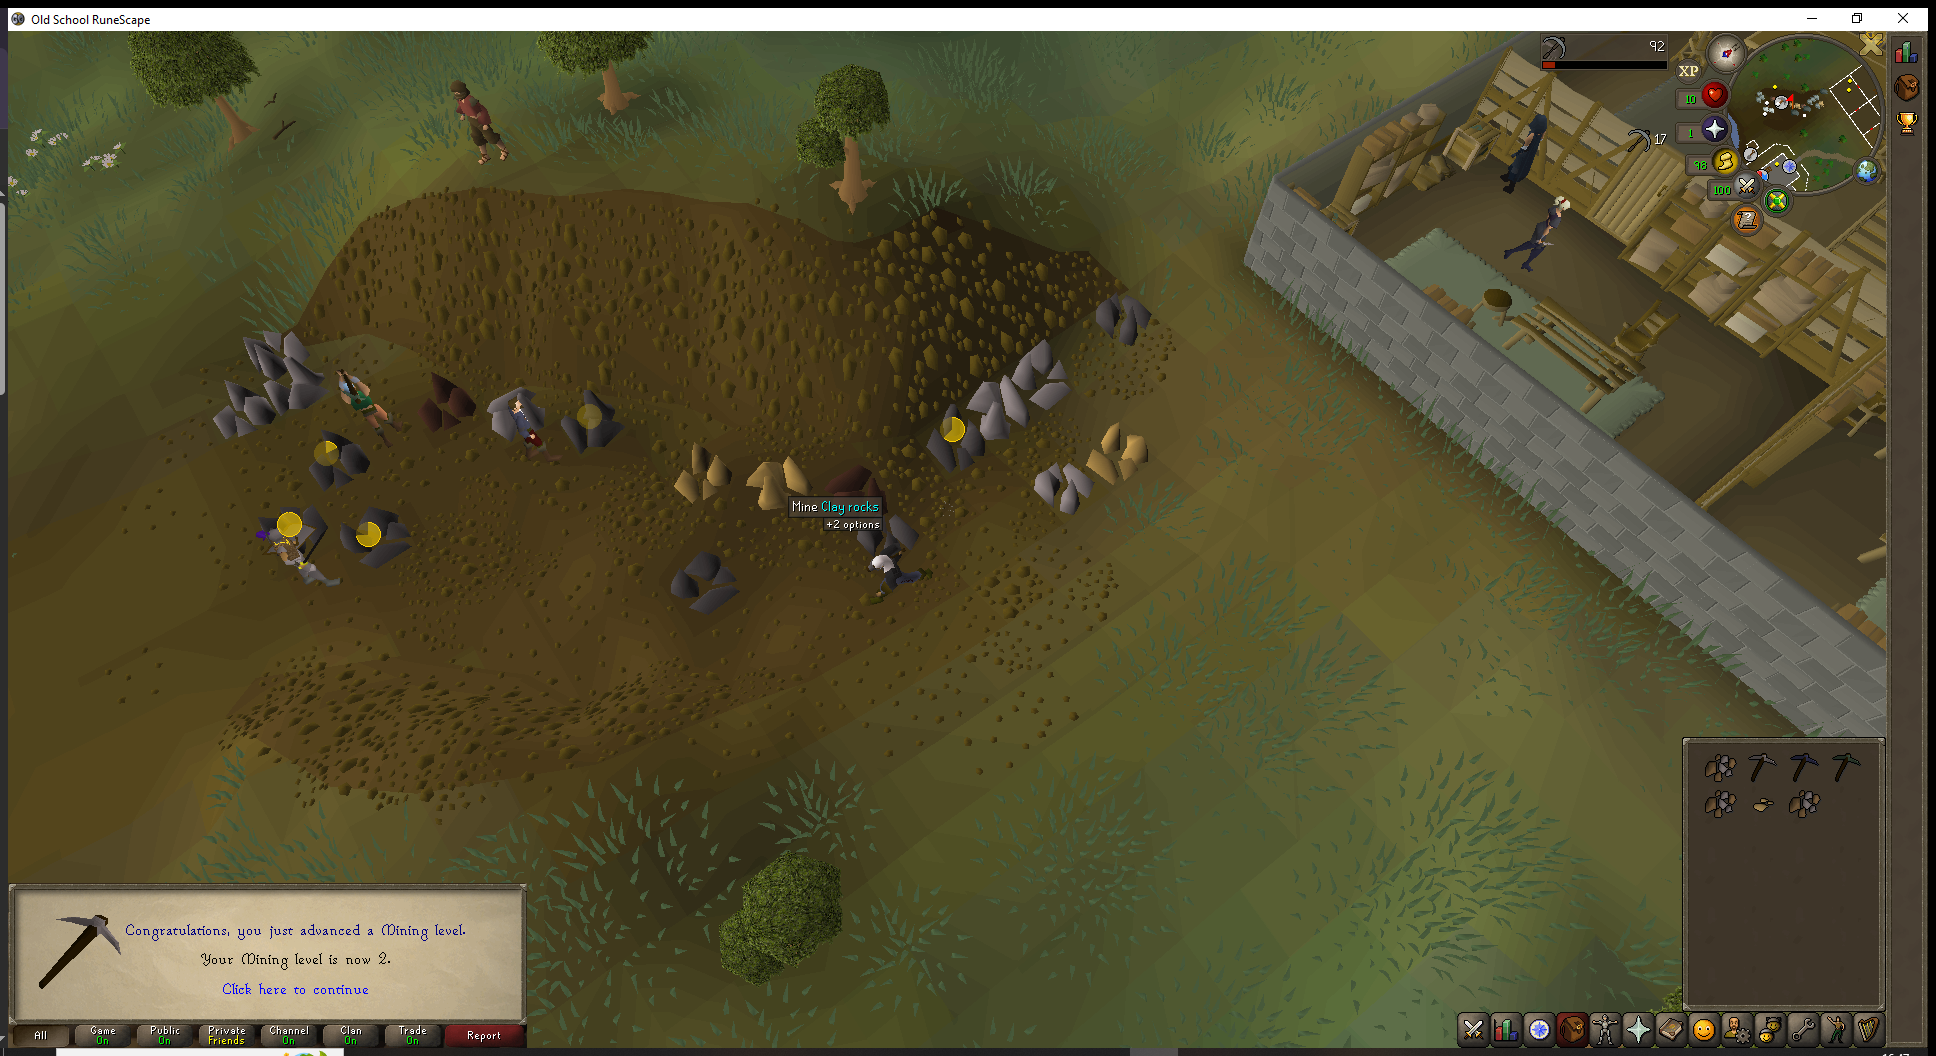 Old School RuneScape
92
XP
10
17
1
98
100
Mine Clay rocks
+2 options
Congratulations, you just advanced a Mining level.
Your Mining level is now 2.
Click here to continue
All
Game
On
Public
On
Private
Friends
Channel
On
Clan
On
Trade
On
Report